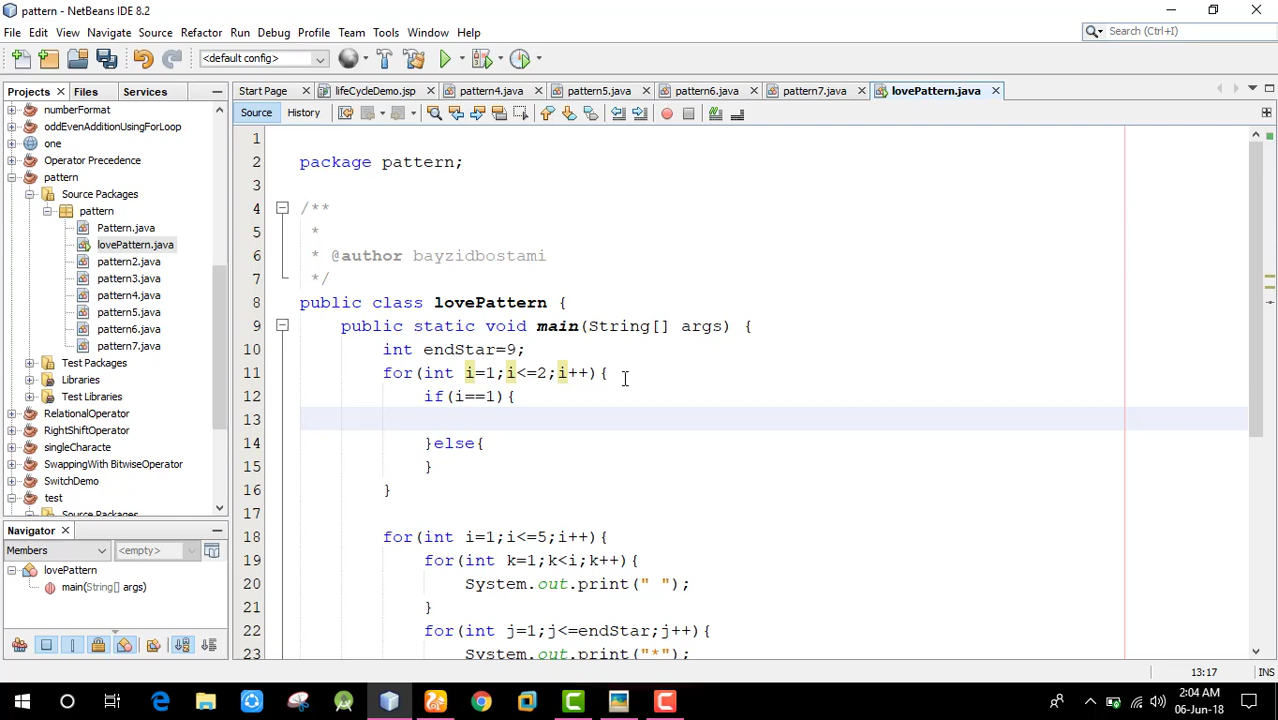 pattern - NetBeans IDE 8.2
File Edit View Navigate Source Refactor Run Debug Profile Team Tools Window Help
Search (Ctrl+I)
<default config>
Projects Files Services
Start Page lifeCycleDemo.jsp pattern4.java pattern5.java pattern6.java pattern7.java lovePattern.java
Source History
numberFormat
oddEvenAdditionUsingForLoop
one
Operator Precedence
pattern
Source Packages
pattern
Pattern.java
lovePattern.java
pattern2.java
pattern3.java
pattern4.java
pattern5.java
pattern6.java
pattern7.java
Test Packages
Libraries
RelationalOperator
RightShiftOperator
singleCharacte
SwappingWith BitwiseOperator
SwitchDemo
test
Source Packages
Navigator
Members <empty>
lovePattern
main(String[] args)
1
2 package pattern;
3
4 /**
5 *
6 * @author bayzidbostami
7 */
8 public class lovePattern {
9 public static void main(String[] args) {
10 int endStar=9;
11 for(int i=1;i<=2;i++){
12 if(i==1){
13
14 }else{
15 }
16 }
17
18 for(int i=1;i<=5;i++){
19 for(int k=1;k<i;k++){
20 System.out.print(" ");
21 }
22 for(int j=1;j<=endStar;j++){
23 System.out.print("*");
13:17 INS
2:04 AM
06-Jun-18